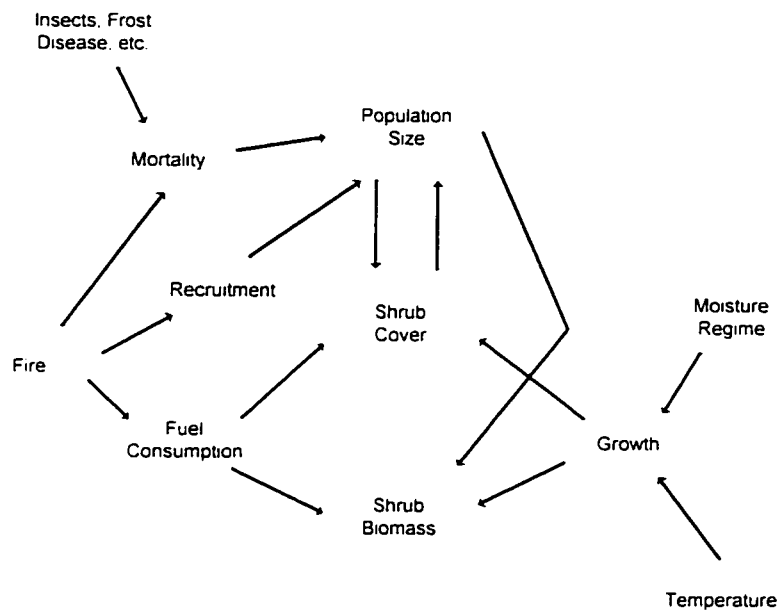 Insects, Frost
Disease, etc.
Population
Size
Mortality
Recruitment
Shrub
Cover
Moisture
Regime
Fire
Fuel
Consumption
Growth
Shrub
Biomass
Temperature